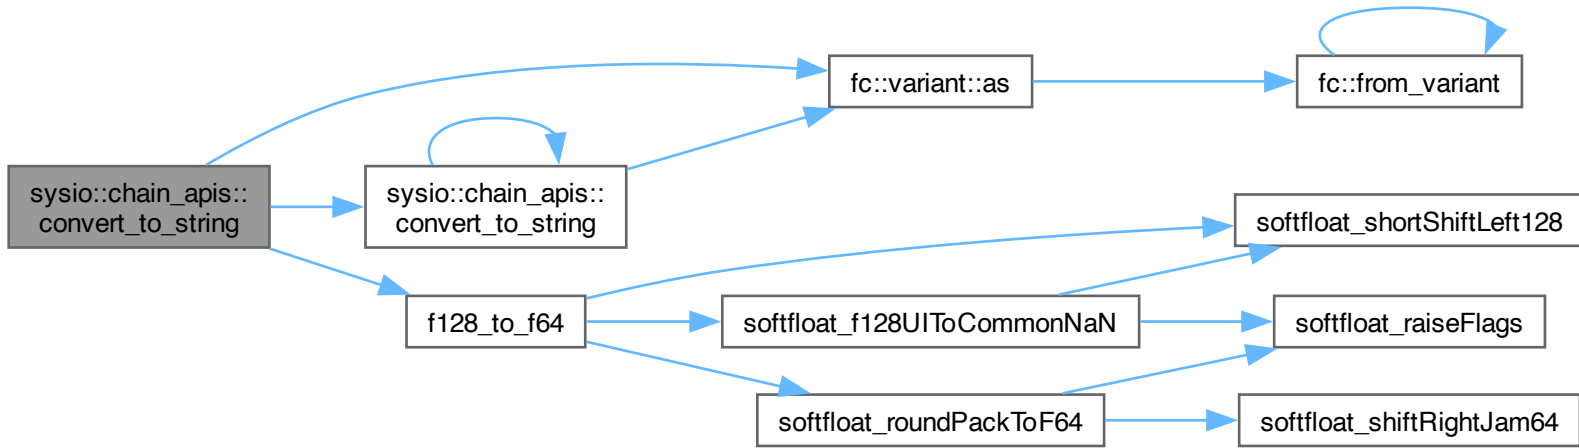 sysio::chain_apis::
convert_to_string
sysio::chain_apis::
convert_to_string
f128_to_f64
fc::variant::as
fc::from_variant
softfloat_f128UIToCommonNaN
softfloat_roundPackToF64
softfloat_shortShiftLeft128
softfloat_raiseFlags
softfloat_shiftRightJam64